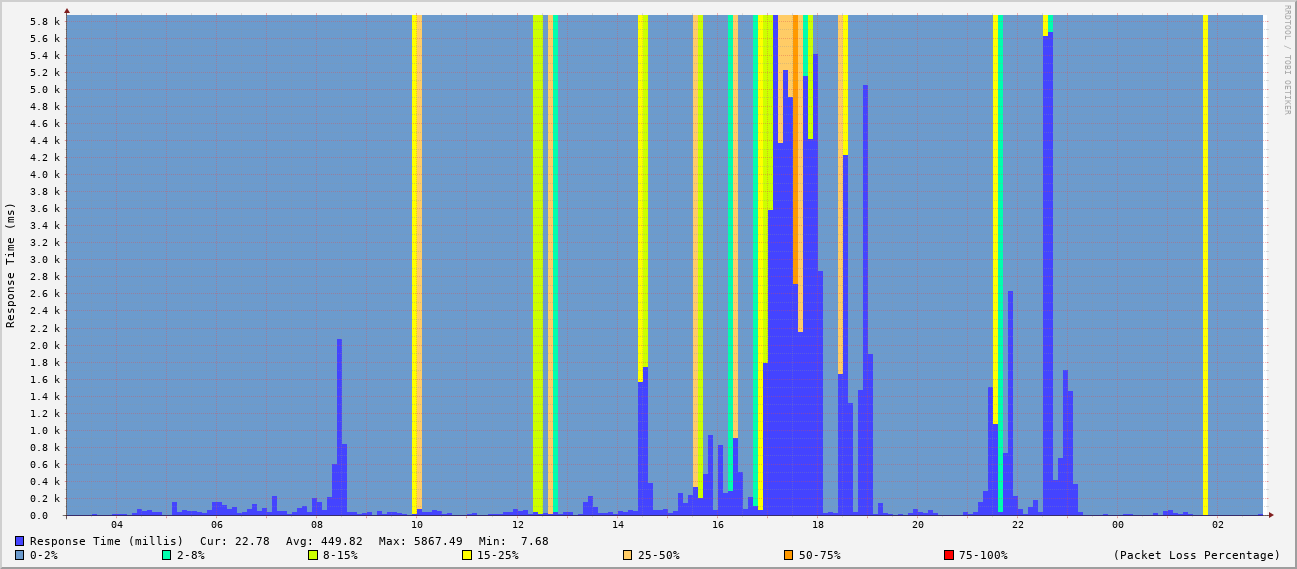 RRDTOOL / TOBI OETIKER
Response Time (ms)
5.8 k
5.6 k
5.4 k
5.2 k
5.0 k
4.8 k
4.6 k
4.4 k
4.2 k
4.0 k
3.8 k
3.6 k
3.4 k
3.2 k
3.0 k
2.8 k
2.6 k
2.4 k
2.2 k
2.0 k
1.8 k
1.6 k
1.4 k
1.2 k
1.0 k
0.8 k
0.6 k
0.4 k
0.2 k
0.0
04 06 08 10 12 14 16 18 20 22 00 02
Response Time (millis) Cur: 22.78 Avg: 449.82 Max: 5867.49 Min: 7.68
0-2% 2-8% 8-15% 15-25% 25-50% 50-75% 75-100% (Packet Loss Percentage)